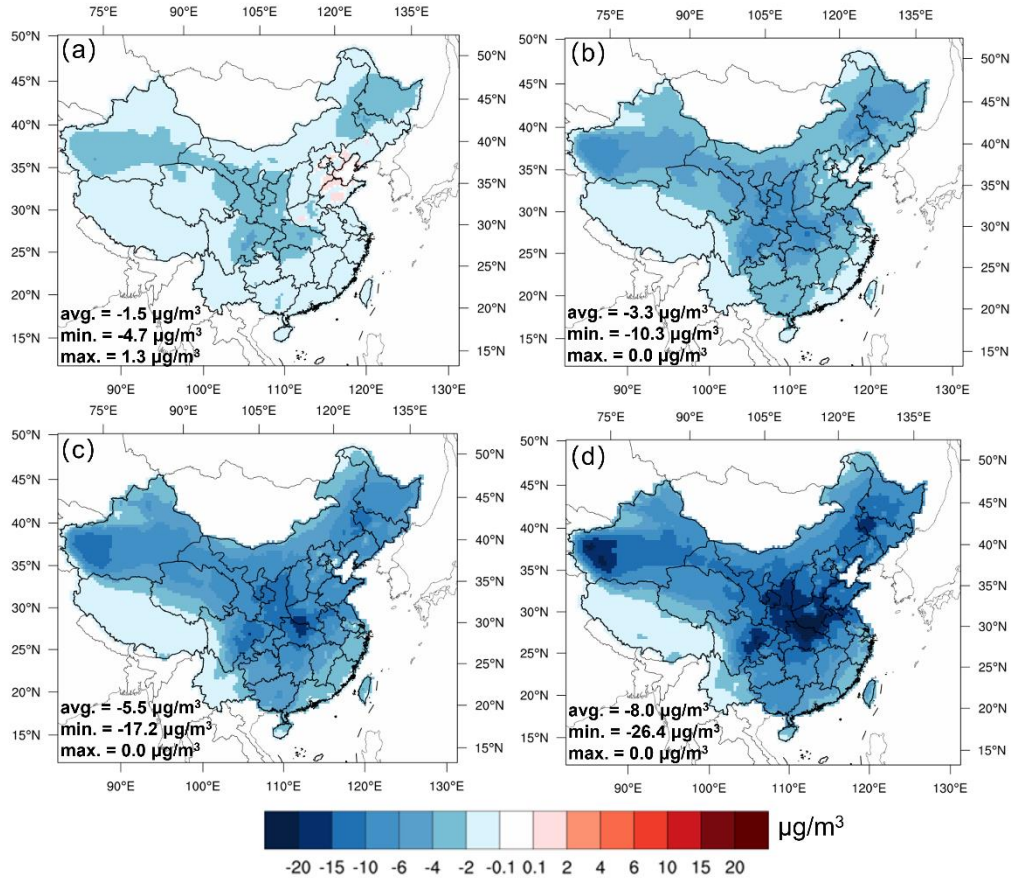 75°E 90°E 105°E 120°E 135°E 75°E 90°E 105°E 120°E 135°E
(a) (b)
50°N 50°N 50°N 50°N
45°N 45°N 45°N 45°N
40°N 40°N 40°N 40°N
35°N 35°N 35°N 35°N
30°N 30°N 30°N 30°N
25°N 25°N 25°N 25°N
20°N 20°N 20°N 20°N
15°N 15°N 15°N 15°N
avg. = -1.5 µg/m³ avg. = -3.3 µg/m³
min. = -4.7 µg/m³ min. = -10.3 µg/m³
max. = 1.3 µg/m³ max. = 0.0 µg/m³
90°E 100°E 110°E 120°E 130°E 90°E 100°E 110°E 120°E 130°E
75°E 90°E 105°E 120°E 135°E 75°E 90°E 105°E 120°E 135°E
(c) (d)
50°N 50°N 50°N 50°N
45°N 45°N 45°N 45°N
40°N 40°N 40°N 40°N
35°N 35°N 35°N 35°N
30°N 30°N 30°N 30°N
25°N 25°N 25°N 25°N
20°N 20°N 20°N 20°N
15°N 15°N 15°N 15°N
avg. = -5.5 µg/m³ avg. = -8.0 µg/m³
min. = -17.2 µg/m³ min. = -26.4 µg/m³
max. = 0.0 µg/m³ max. = 0.0 µg/m³
90°E 100°E 110°E 120°E 130°E 90°E 100°E 110°E 120°E 130°E
µg/m³
-20 -15 -10 -6 -4 -2 -0.1 0.1 2 4 6 10 15 20